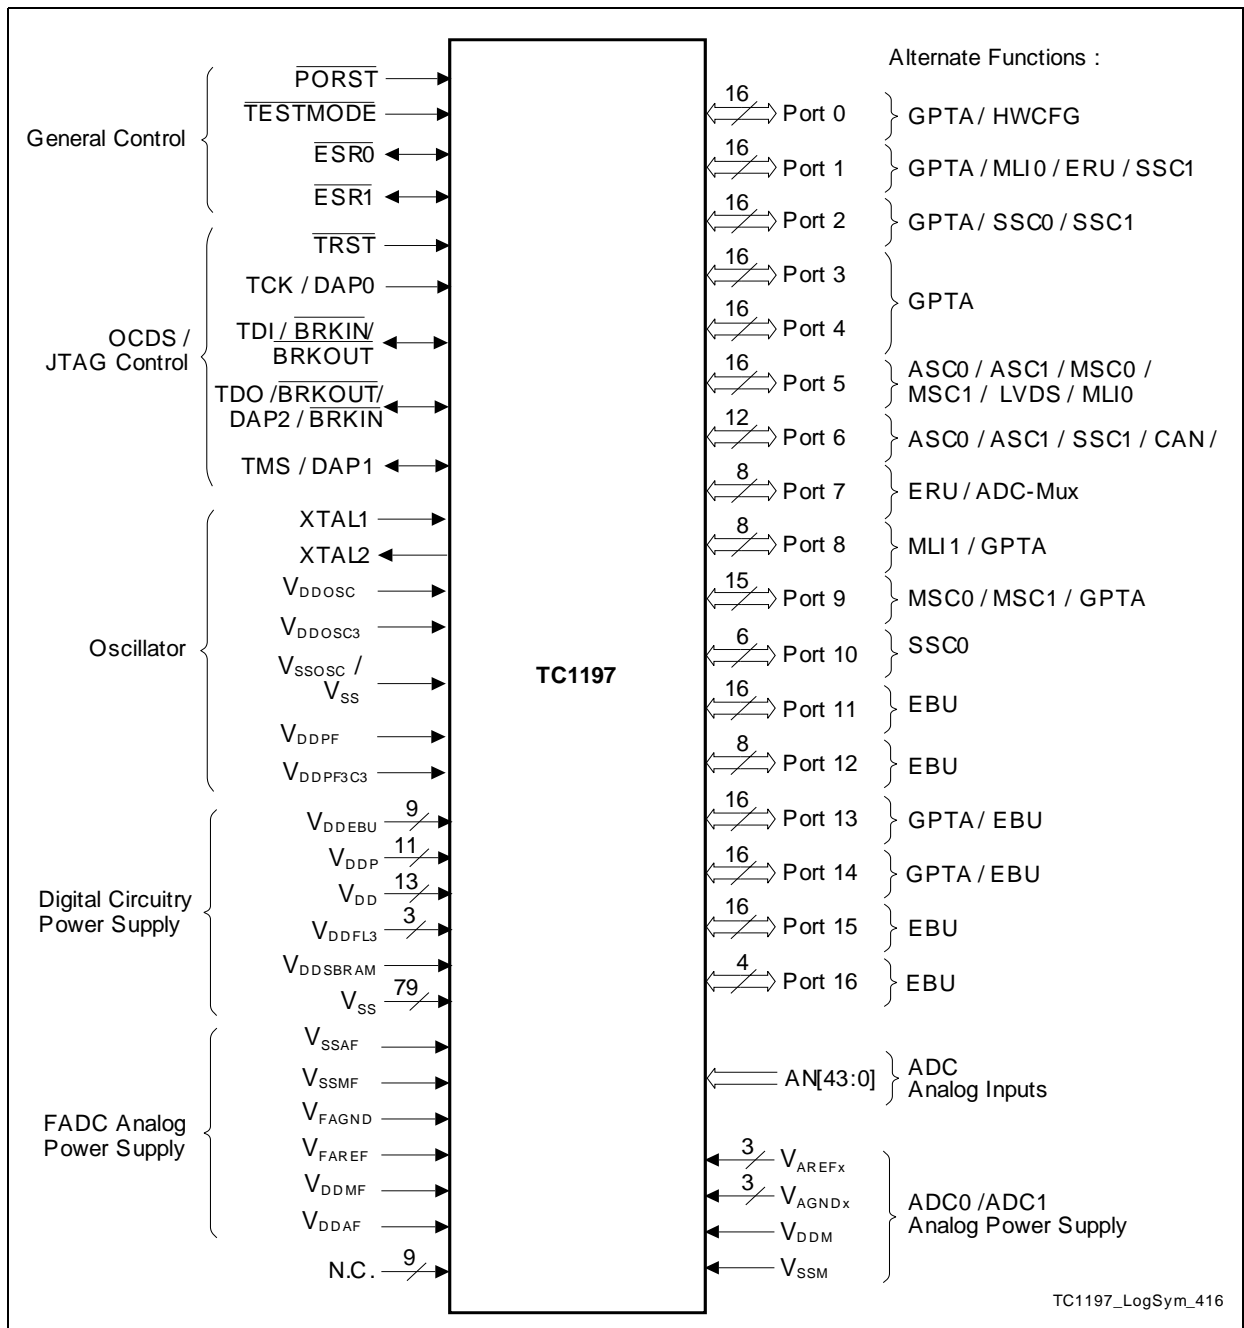 Alternate Functions :
General Control
PORST
TESTMODE
ESR0
ESR1
OCDS /
JTAG Control
TRST
TCK / DAP0
TDI / BRKIN/
BRKOUT
TDO /BRKOUT/
DAP2 / BRKIN
TMS / DAP1
Oscillator
XTAL1
XTAL2
VDDOSC
VDDOSC3
VSSOSC /
VSS
VDDPF
VDDPF3C3
Digital Circuitry
Power Supply
VDDEBU 9
VDDP 11
VDD 13
VDDFL3 3
VDDSBRAM
VSS 79
FADC Analog
Power Supply
VSSAF
VSSMF
VFAGND
VFAREF
VDDMF
VDDAF
N.C. 9
TC1197
16 Port 0 GPTA / HWCFG
16 Port 1 GPTA / MLI0 / ERU / SSC1
16 Port 2 GPTA / SSC0 / SSC1
16 Port 3
GPTA
16 Port 4
16 Port 5 ASC0 / ASC1 / MSC0 /
MSC1 / LVDS / MLI0
12 Port 6 ASC0 / ASC1 / SSC1 / CAN /
8 Port 7 ERU / ADC-Mux
8 Port 8 MLI1 / GPTA
15 Port 9 MSC0 / MSC1 / GPTA
6 Port 10 SSC0
16 Port 11 EBU
8 Port 12 EBU
16 Port 13 GPTA / EBU
16 Port 14 GPTA / EBU
16 Port 15 EBU
4 Port 16 EBU
AN[43:0] ADC
Analog Inputs
3 VAREFx
3 VAGNDx
VDDM
VSSM
ADC0 /ADC1
Analog Power Supply
TC1197_LogSym_416